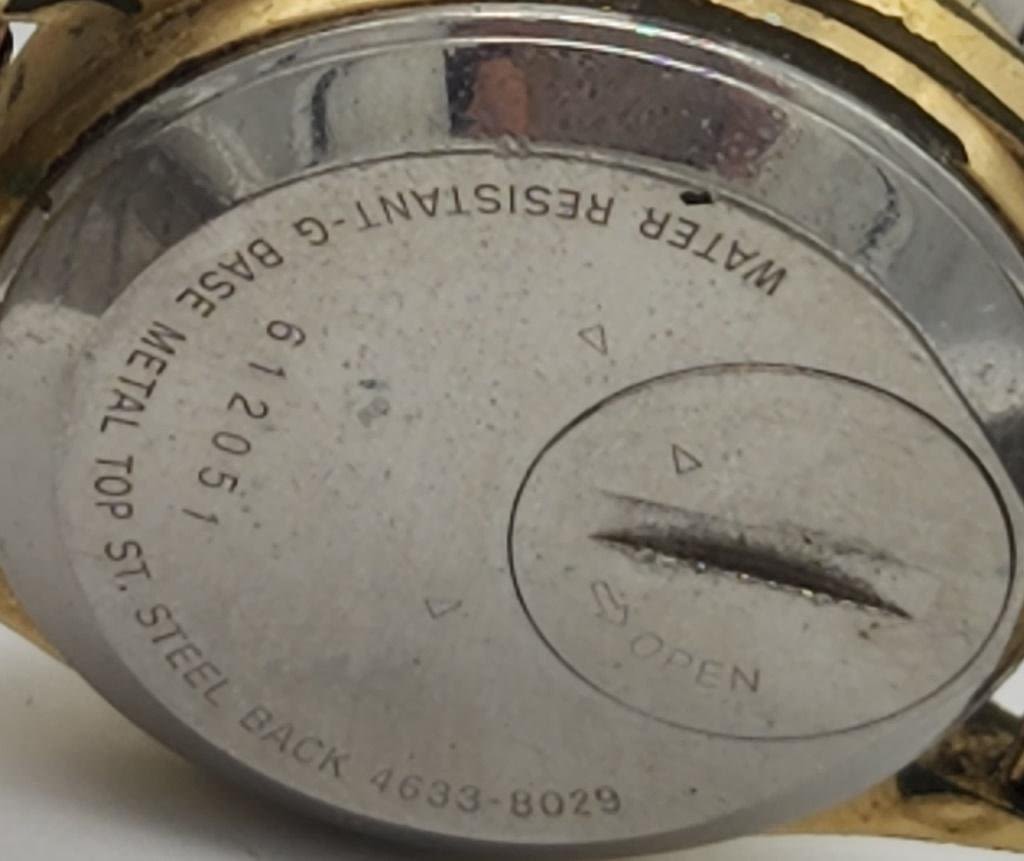 WATER RESISTANT-G BASE METAL TOP ST. STEEL BACK 4633-8029
612051
OPEN